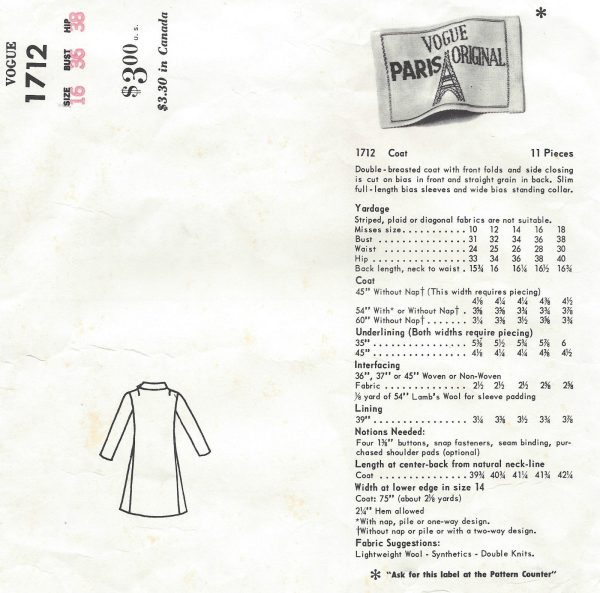 VOGUE
1712
SIZE 16 BUST 36 HIP 38
$3.00 U.S.
$3.30 in Canada
*
VOGUE
PARIS ORIGINAL
1712 Coat 11 Pieces
Double-breasted coat with front folds and side closing
is cut on bias in front and straight grain in back. Slim
full-length bias sleeves and wide bias standing collar.
Yardage
Striped, plaid or diagonal fabrics are not suitable.
Misses size........... 10 12 14 16 18
Bust ................ 31 32 34 36 38
Waist .............. 24 25 26 28 30
Hip .................. 33 34 36 38 40
Back length, neck to waist . 15¾ 16 16¼ 16½ 16¾
Coat
45" Without Nap† (This width requires piecing)
4⅛ 4¼ 4¼ 4⅜ 4½
54" With* or Without Nap† . 3⅜ 3⅜ 3¾ 3¾ 3⅞
60" Without Nap† ....... 3¼ 3⅜ 3½ 3⅝ 3¾
Underlining (Both widths require piecing)
35" ................ 5⅜ 5½ 5¾ 5⅞ 6
45" ................ 4⅛ 4¼ 4¼ 4⅜ 4½
Interfacing
36", 37" or 45" Woven or Non-Woven
Fabric .............. 2½ 2½ 2½ 2⅝ 2⅝
⅛ yard of 54" Lamb's Wool for sleeve padding
Lining
39" ................ 3¼ 3⅜ 3½ 3¾ 3⅞
Notions Needed:
Four 1⅜" buttons, snap fasteners, seam binding, pur-
chased shoulder pads (optional)
Length at center-back from natural neck-line
Coat ............... 39¾ 40¾ 41¼ 41¾ 42¼
Width at lower edge in size 14
Coat: 75" (about 2⅛ yards)
2¼" Hem allowed
*With nap, pile or one-way design.
†Without nap or pile or with a two-way design.
Fabric Suggestions:
Lightweight Wool - Synthetics - Double Knits.
* "Ask for this label at the Pattern Counter"